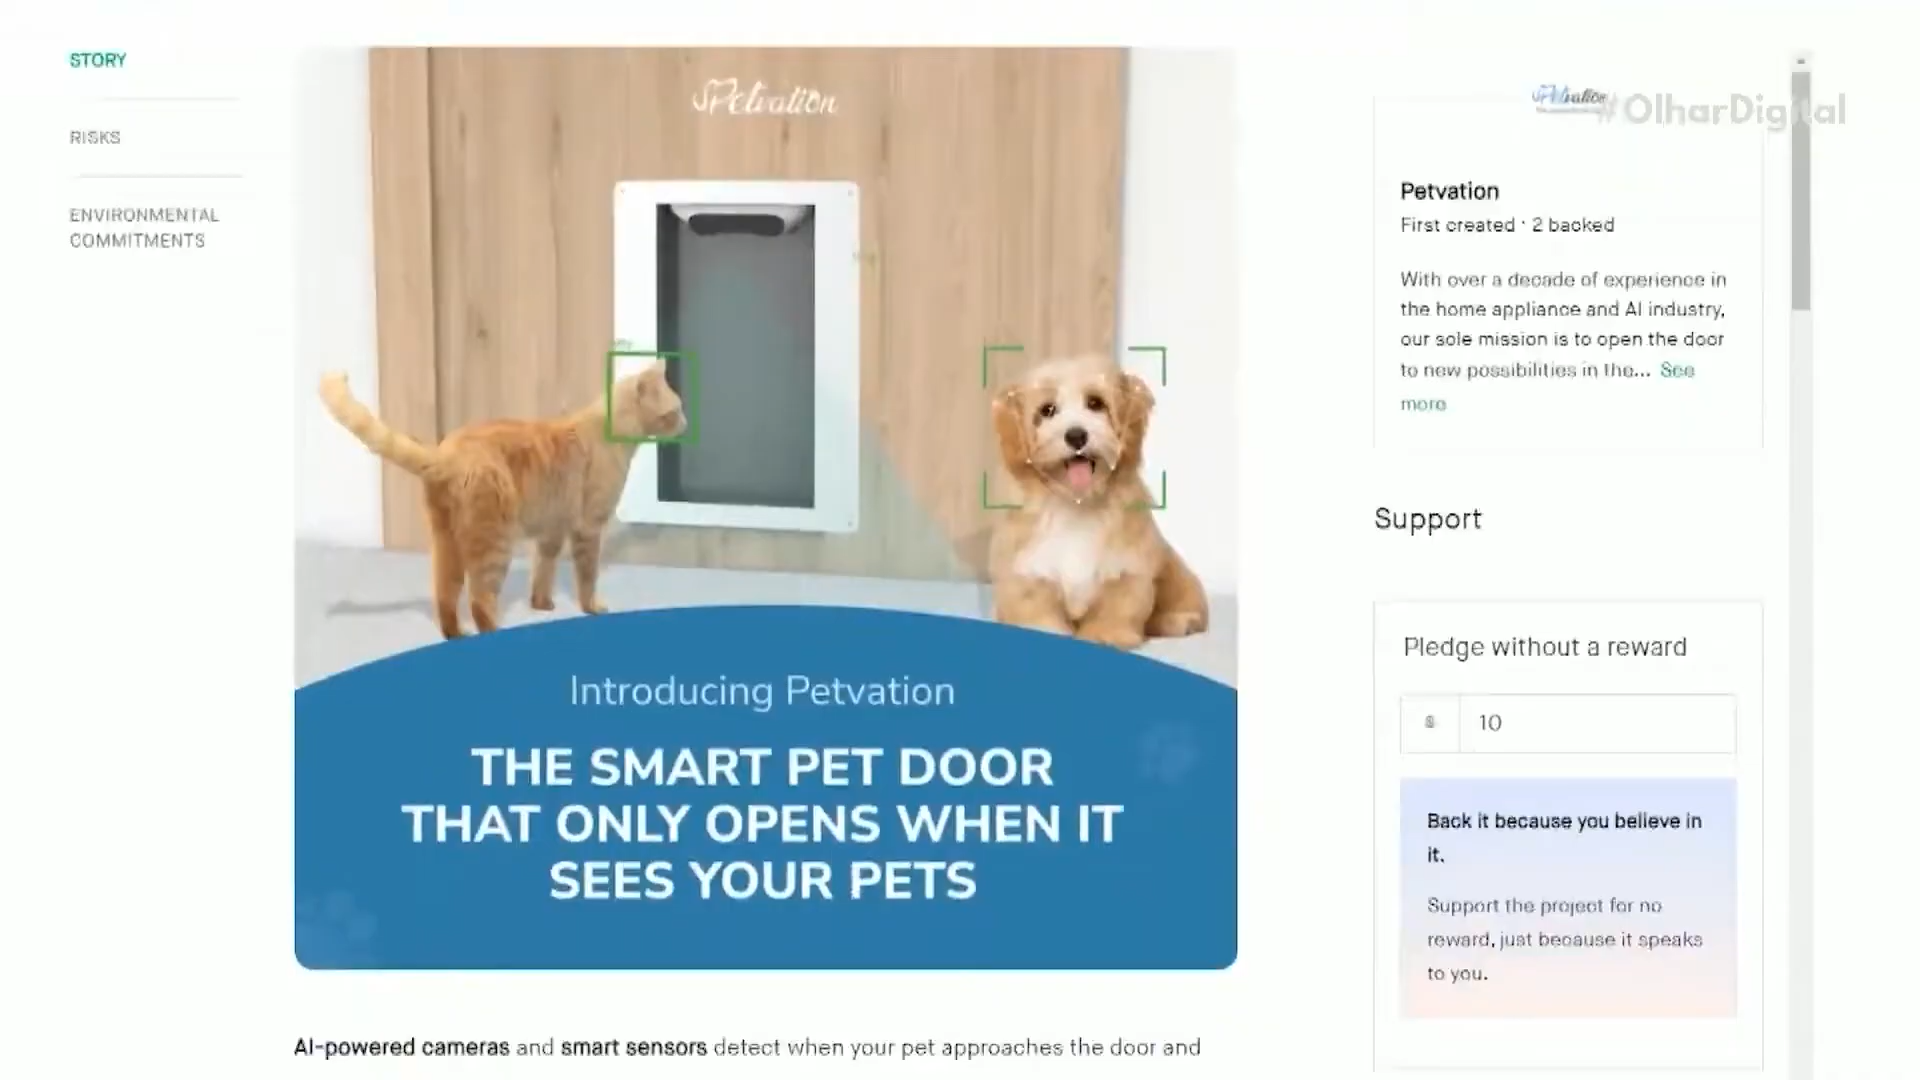 STORY
RISKS
ENVIRONMENTAL
COMMITMENTS
Petvation
Introducing Petvation
THE SMART PET DOOR
THAT ONLY OPENS WHEN IT
SEES YOUR PETS
AI-powered cameras and smart sensors detect when your pet approaches the door and
Petvation
#OlharDigital
Petvation
First created · 2 backed
With over a decade of experience in
the home appliance and AI industry,
our sole mission is to open the door
to new possibilities in the... See
more
Support
Pledge without a reward
10
Back it because you believe in
it.
Support the project for no
reward, just because it speaks
to you.